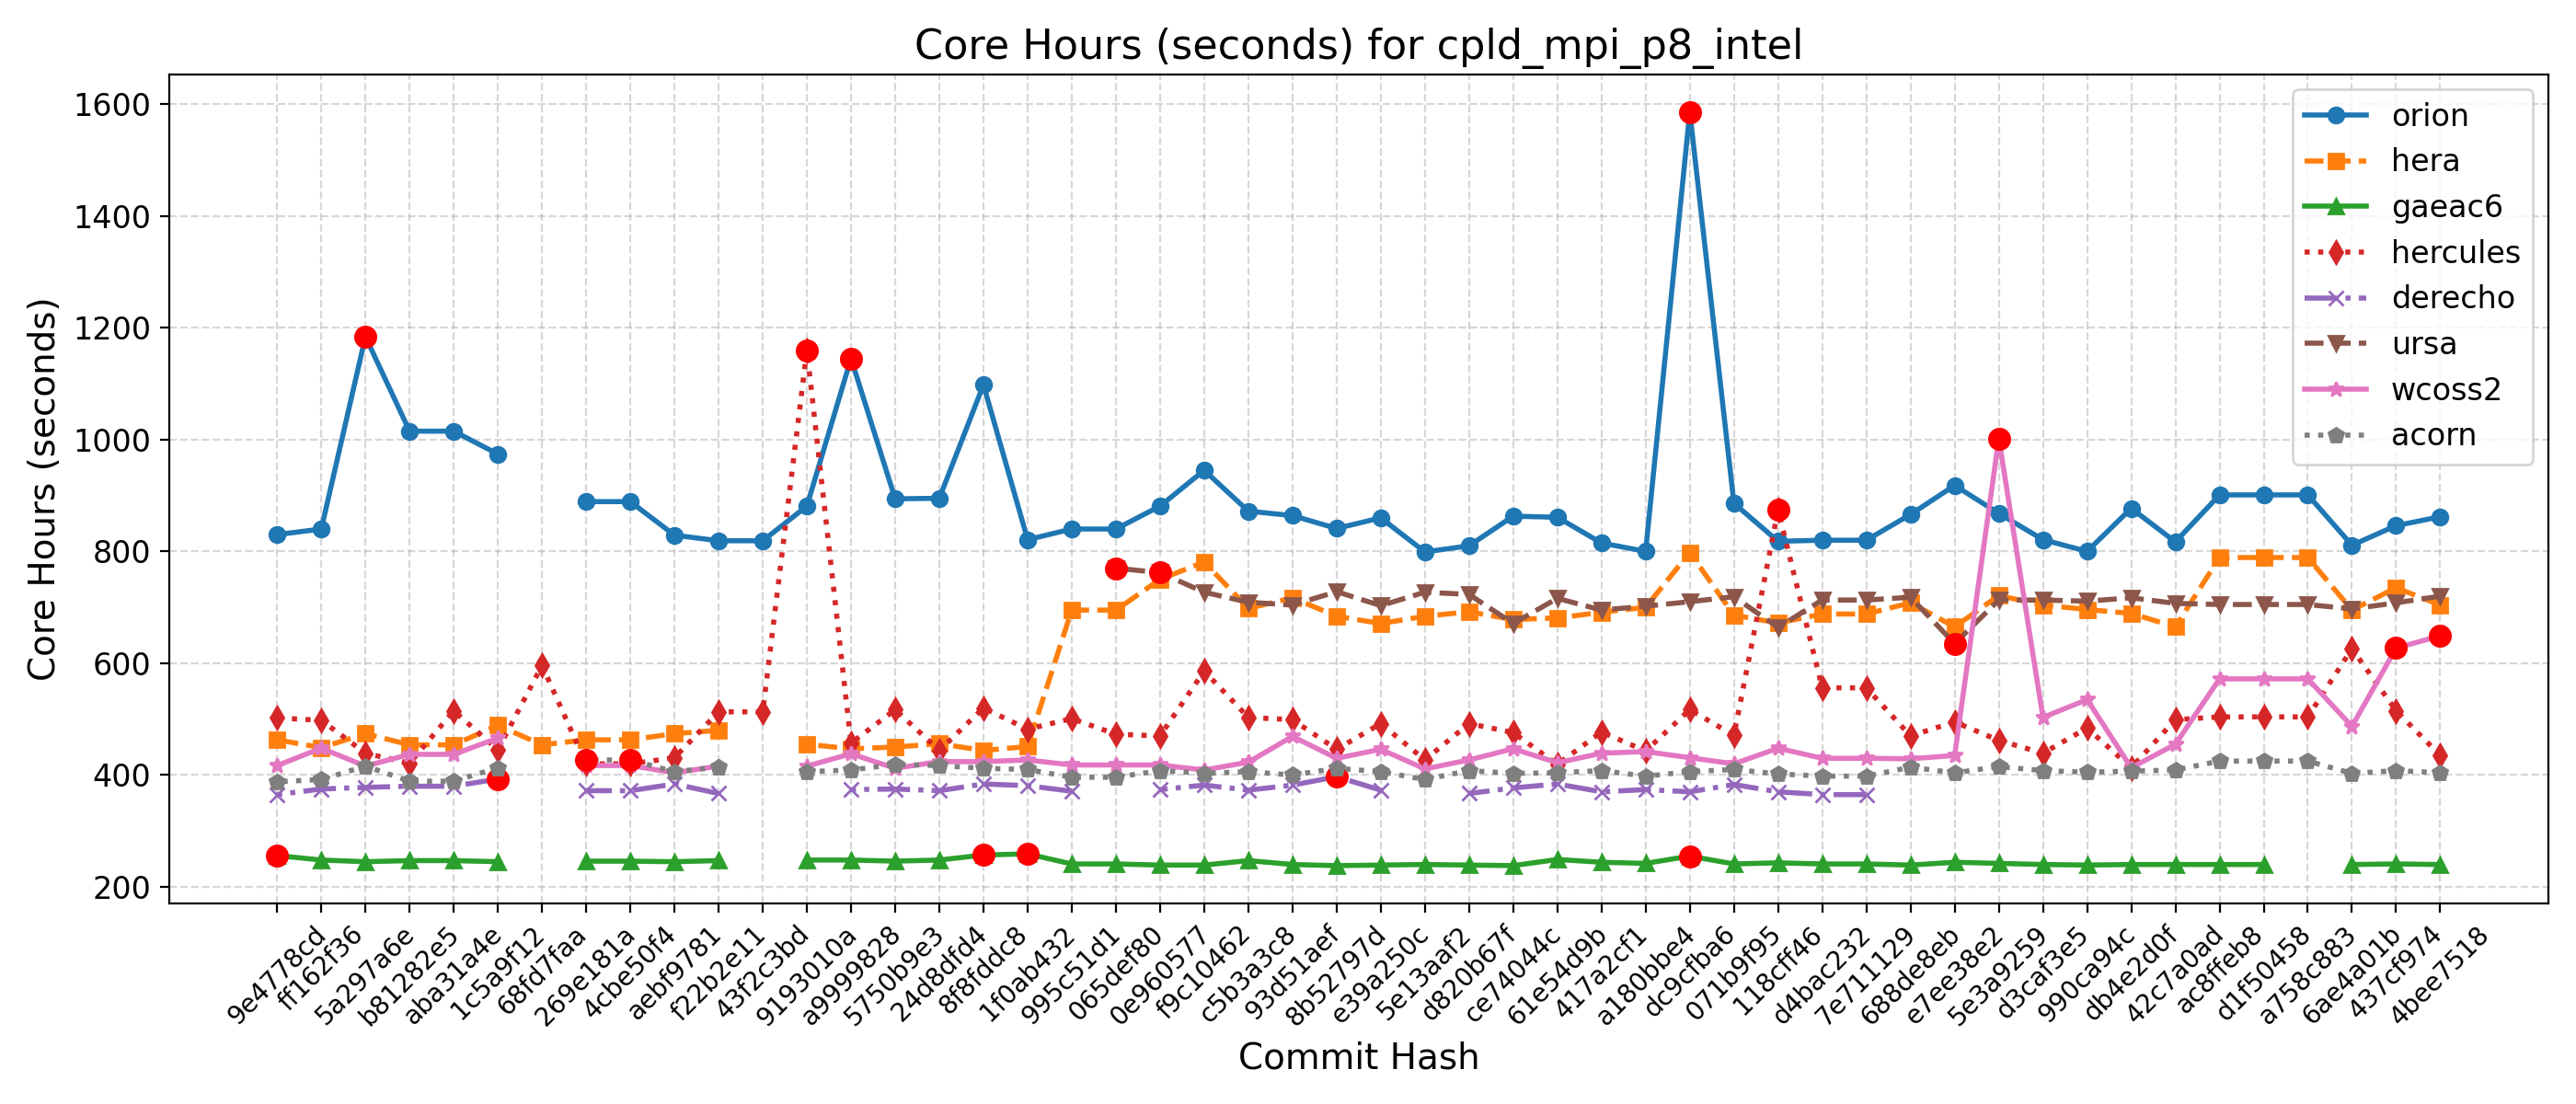 Core Hours (seconds) for cpld_mpi_p8_intel
Core Hours (seconds)
1600
1400
1200
1000
800
600
400
200
orion
hera
gaeac6
hercules
derecho
ursa
wcoss2
acorn
9e4778cd
ff162f36
5a297a6e
b81282e5
aba31a4e
1c5a9f12
68fd7faa
269e181a
4cbe50f4
aebf9781
f22b2e11
43f2c3bd
9193010a
a9999828
5750b9e3
24d8dfd4
8f8fddc8
1f0ab432
995c51d1
065def80
0e960577
f9c10462
c5b3a3c8
93d51aef
8b52797d
e39a250c
5e13aaf2
d820b67f
ce74044c
61e54d9b
417a2cf1
a180bbe4
dc9cfba6
071b9f95
118cff46
d4bac232
7e711129
688de8eb
e7ee38e2
5e3a9259
d3caf3e5
990ca94c
db4e2d0f
42c7a0ad
ac8ffeb8
d1f50458
a758c883
6ae4a01b
437cf974
4bee7518
Commit Hash